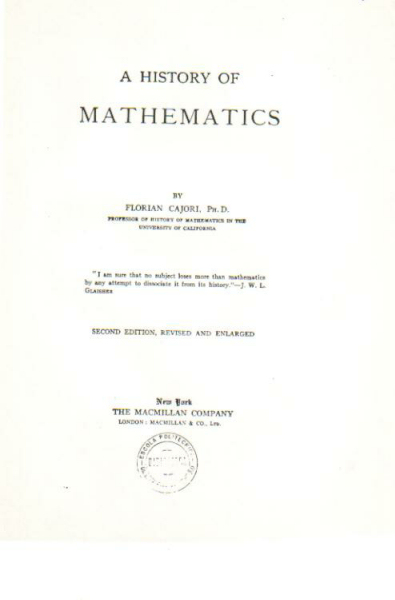 A HISTORY OF
MATHEMATICS
BY
FLORIAN CAJORI, PH.D.
PROFESSOR OF HISTORY OF MATHEMATICS IN THE
UNIVERSITY OF CALIFORNIA
"I am sure that no subject loses more than mathematics
by any attempt to dissociate it from its history."—J. W. L.
GLAISHER
SECOND EDITION, REVISED AND ENLARGED
New York
THE MACMILLAN COMPANY
LONDON: MACMILLAN & CO., LTD.
ESCOLA